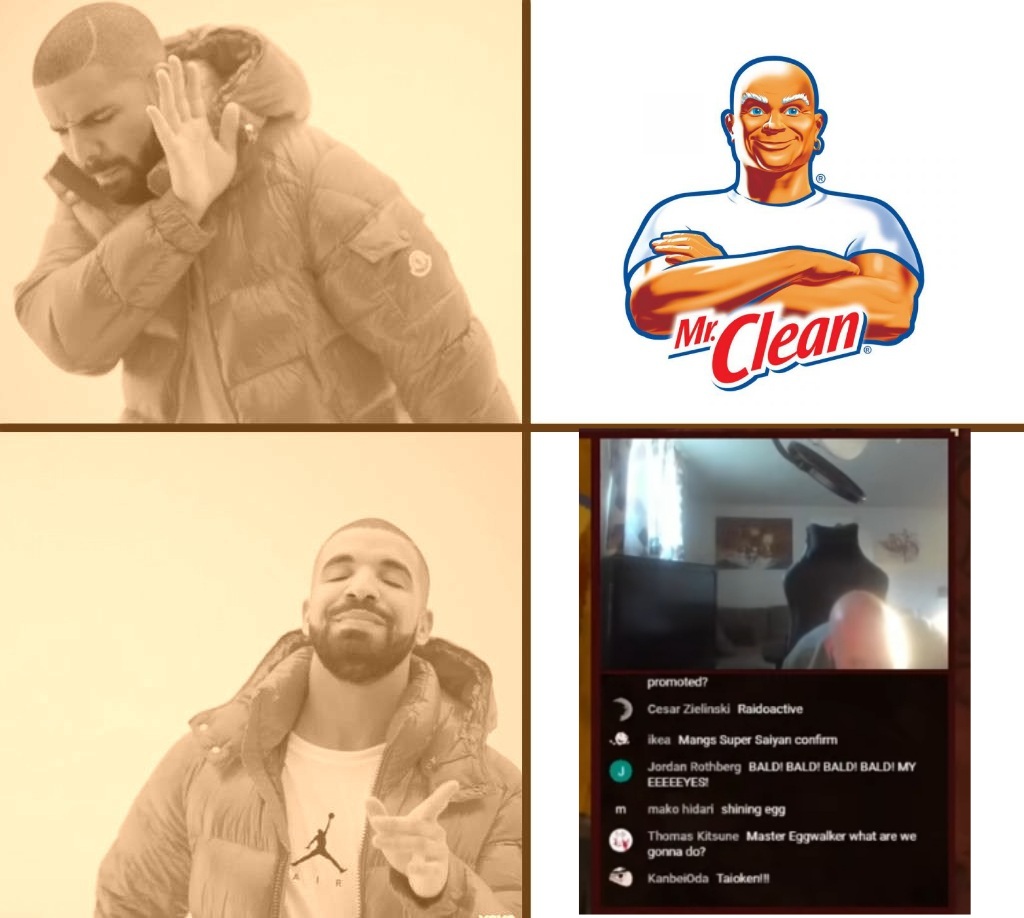 Mr. Clean
®
®
AIR
promoted?
Cesar Zielinski Raidoactive
ikea Mangs Super Saiyan confirm
J Jordan Rothberg BALD! BALD! BALD! BALD! MY
EEEEEYES!
m mako hidari shining egg
Thomas Kitsune Master Eggwalker what are we
gonna do?
KanbeiOda Taioken!!!